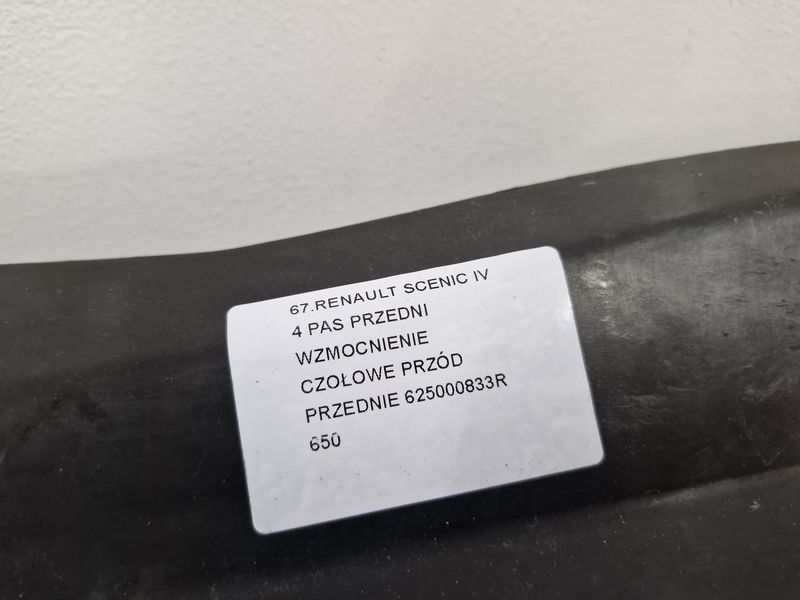 67.RENAULT SCENIC IV
4 PAS PRZEDNI
WZMOCNIENIE
CZOŁOWE PRZÓD
PRZEDNIE 625000833R
650